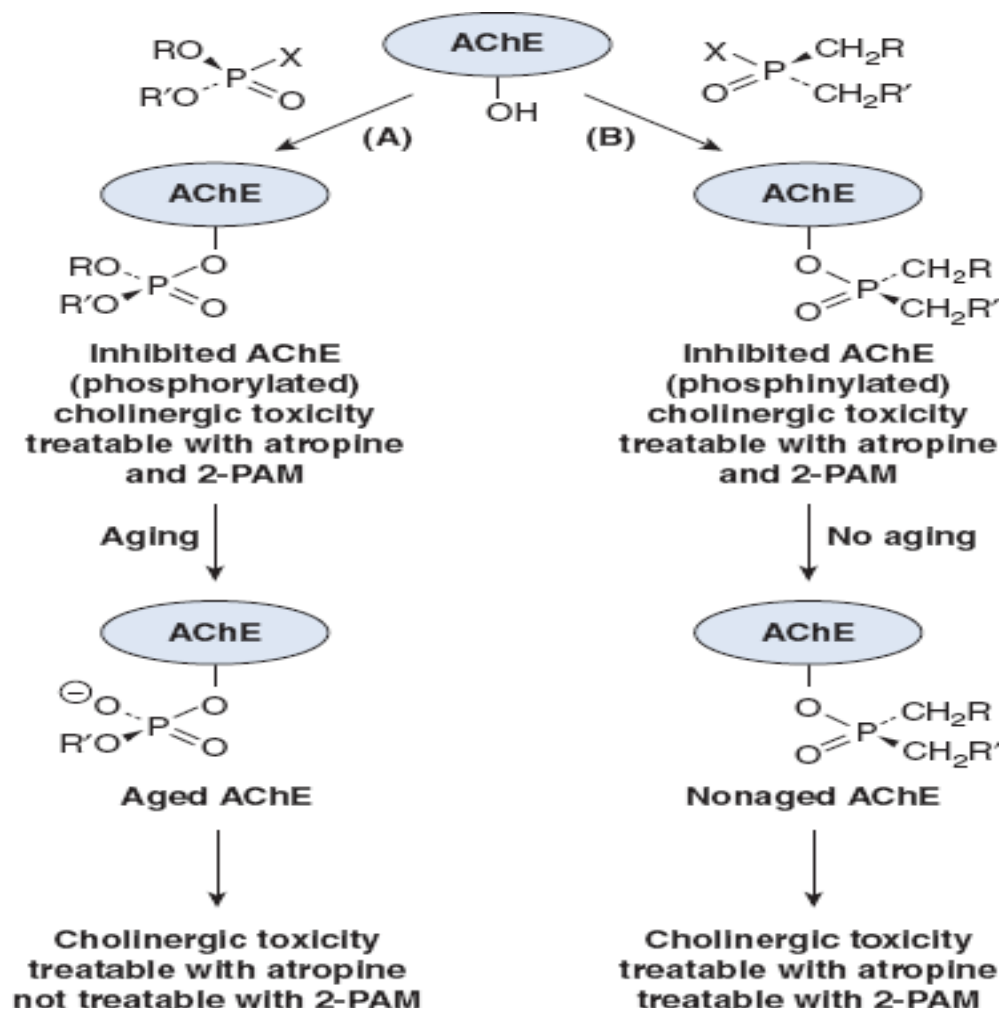 AChE
OH
RO
R′O
P
X
O
X
O
P
CH2R
CH2R′
(A)
(B)
AChE
RO
R′O
P
O
O
Inhibited AChE
(phosphorylated)
cholinergic toxicity
treatable with atropine
and 2-PAM
AChE
O
O
P
CH2R
CH2R′
Inhibited AChE
(phosphinylated)
cholinergic toxicity
treatable with atropine
and 2-PAM
Aging
No aging
AChE
−
O
R′O
P
O
O
Aged AChE
AChE
O
O
P
CH2R
CH2R′
Nonaged AChE
Cholinergic toxicity
treatable with atropine
not treatable with 2-PAM
Cholinergic toxicity
treatable with atropine
treatable with 2-PAM